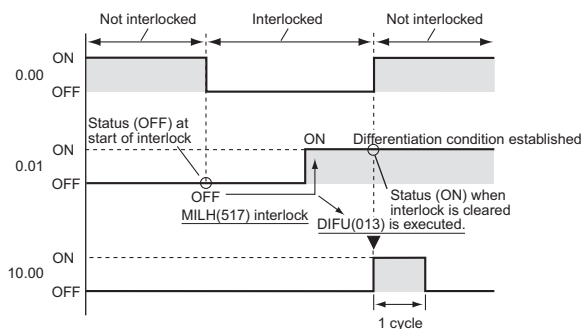 Not interlocked
Interlocked
Not interlocked
ON
0.00
OFF
Status (OFF) at
start of interlock
ON
Differentiation condition established
ON
0.01
OFF
OFF
MILH(517) interlock
Status (ON) when
interlock is cleared
DIFU(013) is executed.
ON
10.00
OFF
1 cycle